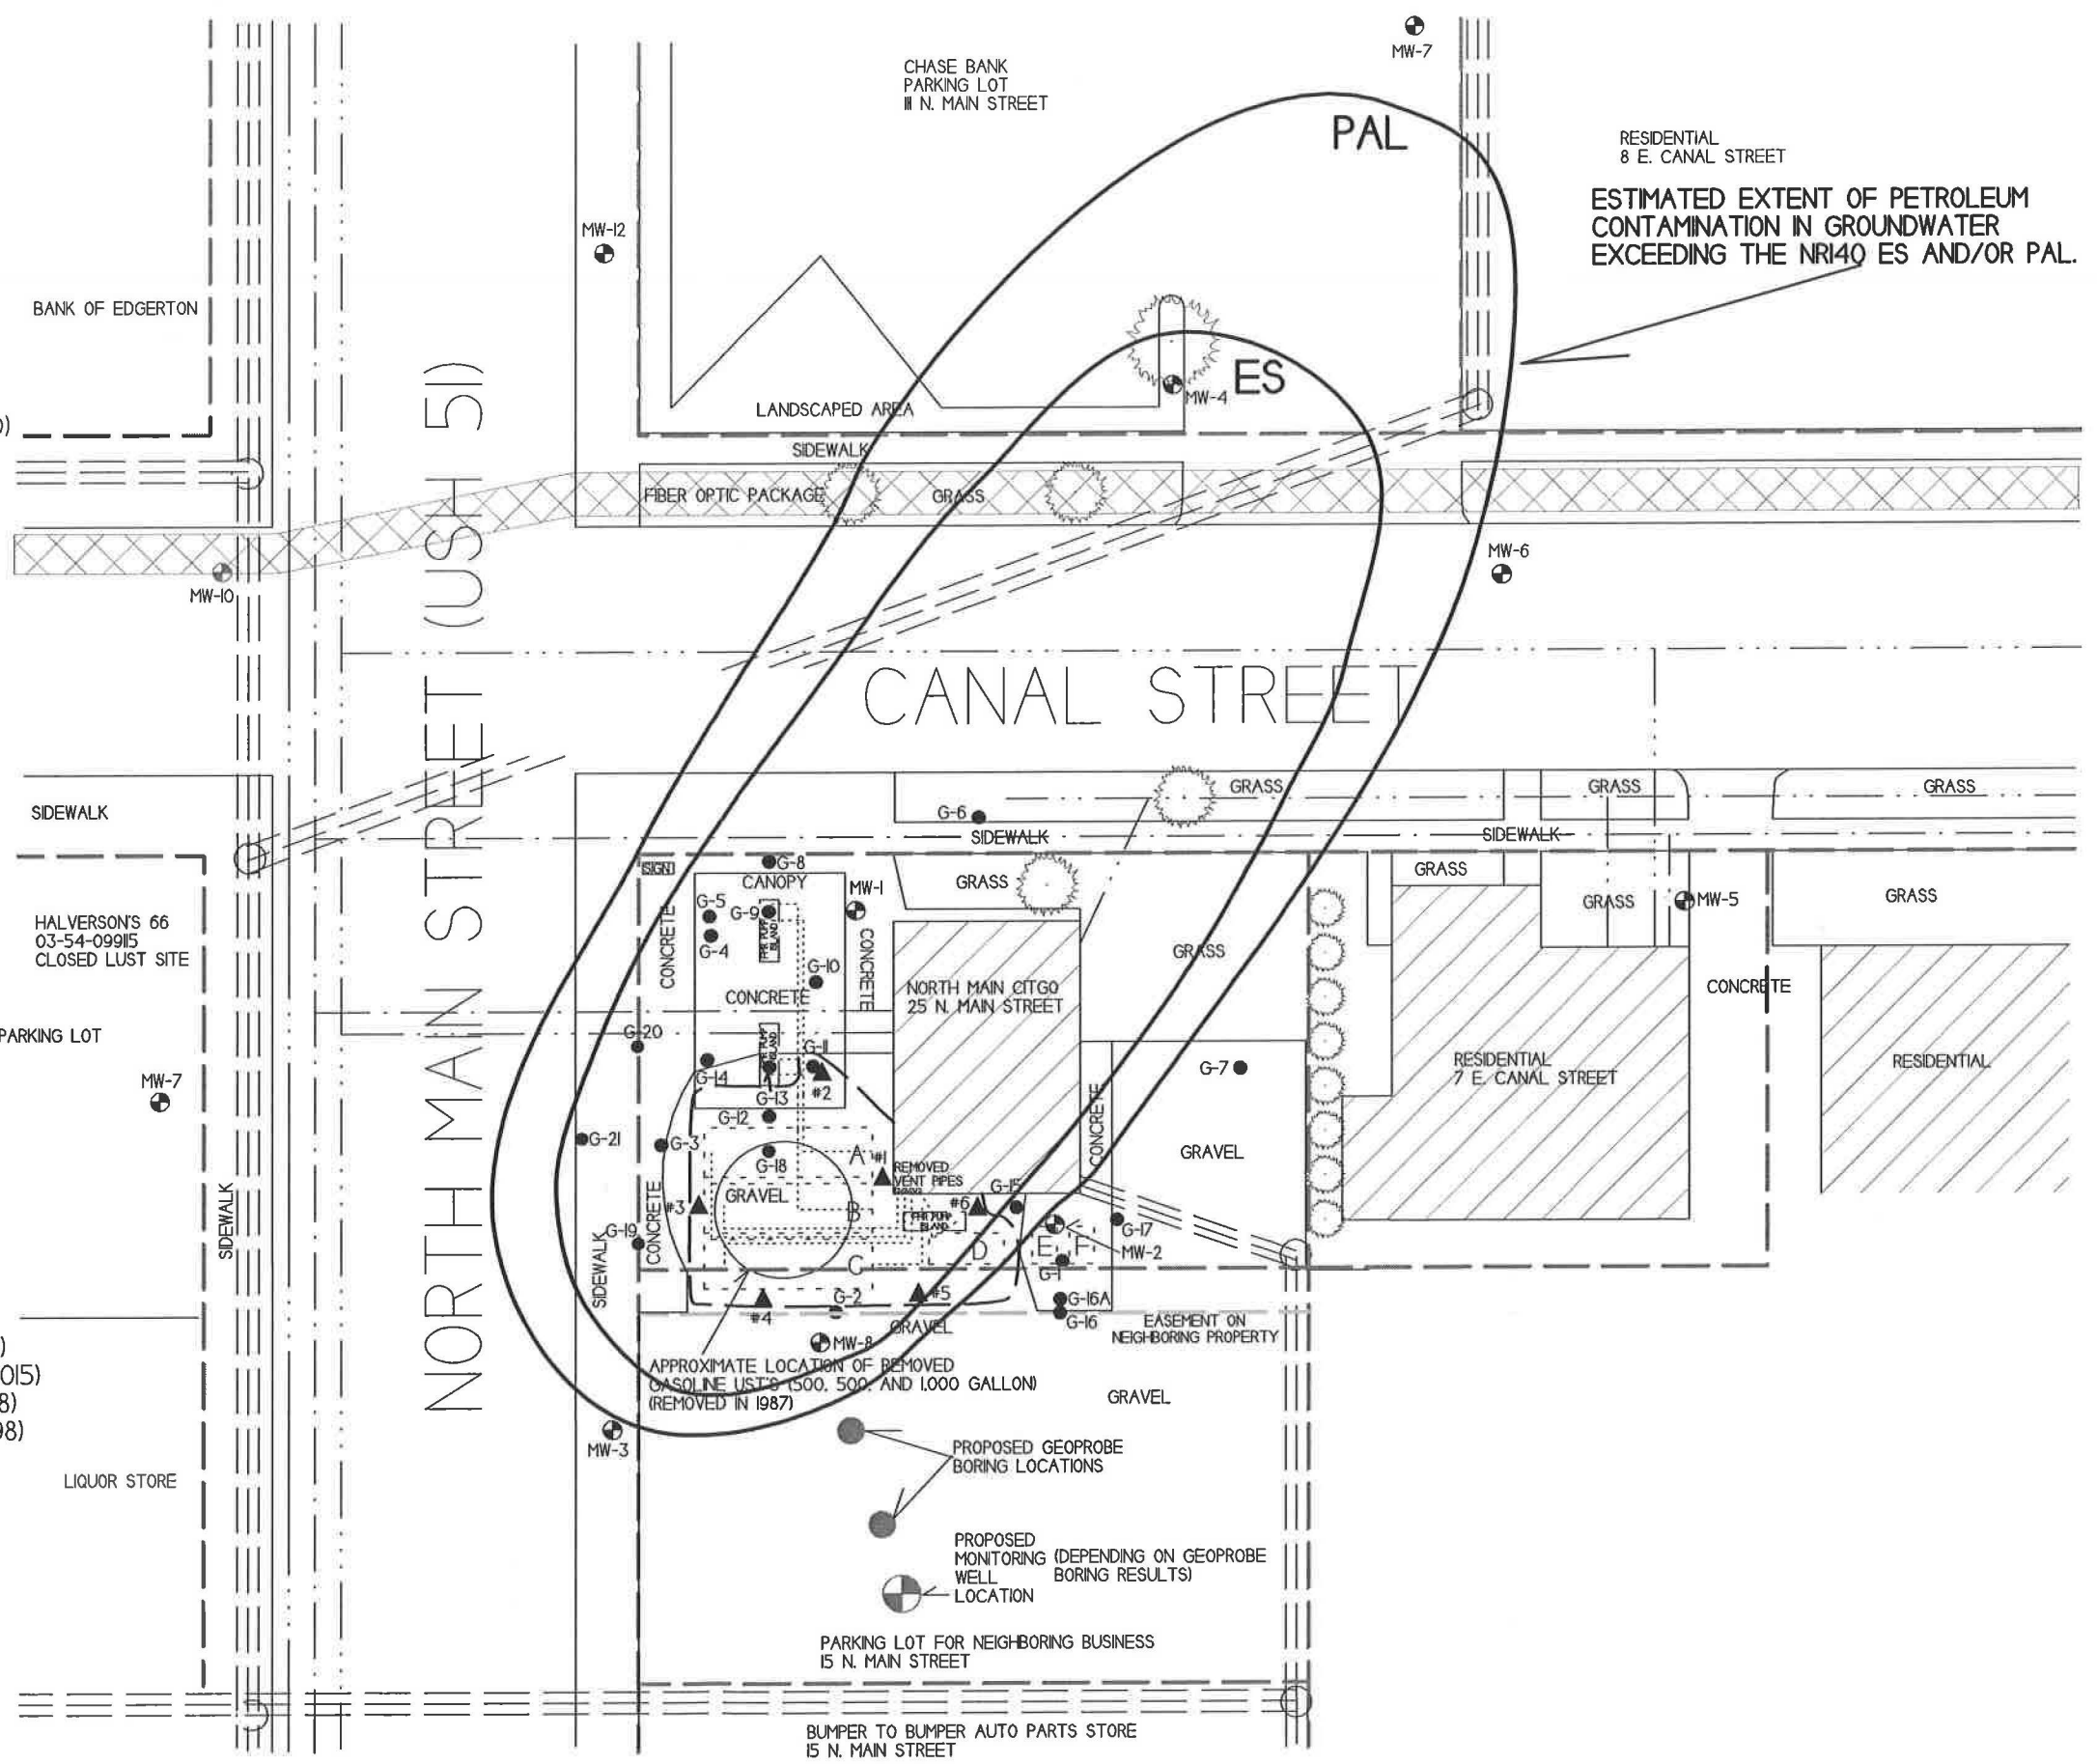 MW-7
CHASE BANK
PARKING LOT
111 N. MAIN STREET
PAL
RESIDENTIAL
8 E. CANAL STREET
ESTIMATED EXTENT OF PETROLEUM
CONTAMINATION IN GROUNDWATER
EXCEEDING THE NR140 ES AND/OR PAL.
MW-12
BANK OF EDGERTON
ES
MW-4
LANDSCAPED AREA
SIDEWALK
FIBER OPTIC PACKAGE
GRASS
MW-6
MW-10
NORTH MAIN STREET (USH 51)
CANAL STREET
GRASS
GRASS
GRASS
SIDEWALK
G-6
SIDEWALK
SIDEWALK
SIGN
G-8
CANOPY
MW-1
GRASS
GRASS
GRASS
MW-5
GRASS
G-5
G-9
G-4
CONCRETE
CONCRETE
HALVERSON'S 66
03-54-099115
CLOSED LUST SITE
GRASS
G-10
CONCRETE
NORTH MAIN CITGO
25 N. MAIN STREET
CONCRETE
PARKING LOT
G-20
G-11
G-14
G-13
#2
G-7
RESIDENTIAL
7 E. CANAL STREET
RESIDENTIAL
MW-7
G-12
CONCRETE
G-21
G-3
G-18
A
#1
REMOVED
VENT PIPES
GRAVEL
GRAVEL
SIDEWALK
CONCRETE
#3
B
#6
G-15
G-17
MW-2
G-19
SIDEWALK
D
E
F
C
G-1
#4
G-2
#5
G-16A
G-16
GRAVEL
EASEMENT ON
NEIGHBORING PROPERTY
MW-8
APPROXIMATE LOCATION OF REMOVED
GASOLINE UST'S (500, 500, AND 1,000 GALLON)
(REMOVED IN 1987)
GRAVEL
015)
8)
98)
MW-3
PROPOSED GEOPROBE
BORING LOCATIONS
LIQUOR STORE
PROPOSED
MONITORING (DEPENDING ON GEOPROBE
WELL BORING RESULTS)
LOCATION
PARKING LOT FOR NEIGHBORING BUSINESS
15 N. MAIN STREET
BUMPER TO BUMPER AUTO PARTS STORE
15 N. MAIN STREET